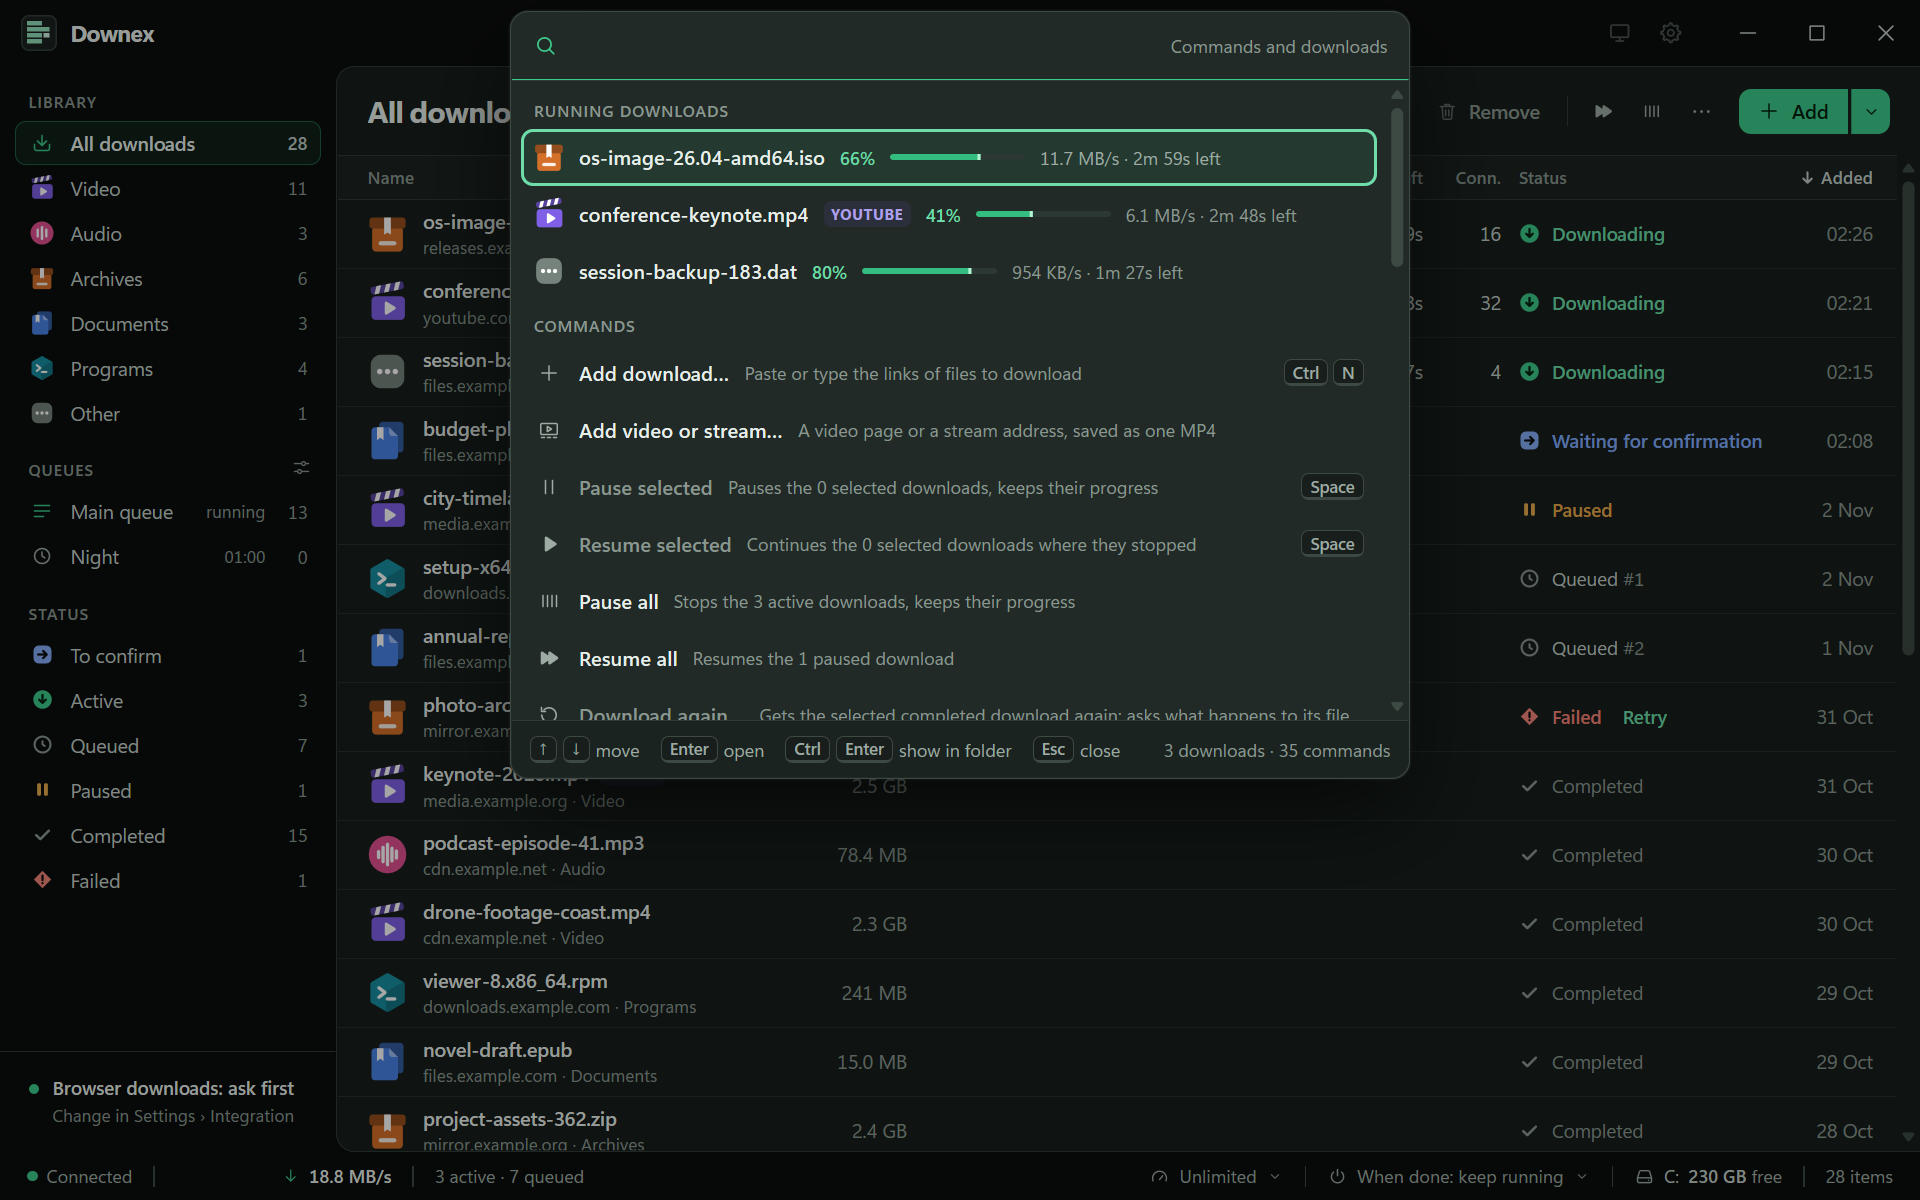 Downex
LIBRARY
All downloads 28
Video 11
Audio 3
Archives 6
Documents 3
Programs 4
Other 1
QUEUES
Main queue running 13
Night 01:00 0
STATUS
To confirm 1
Active 3
Queued 7
Paused 1
Completed 15
Failed 1
Browser downloads: ask first
Change in Settings › Integration
Commands and downloads
RUNNING DOWNLOADS
os-image-26.04-amd64.iso 66% 11.7 MB/s · 2m 59s left
conference-keynote.mp4 YOUTUBE 41% 6.1 MB/s · 2m 48s left
session-backup-183.dat 80% 954 KB/s · 1m 27s left
COMMANDS
Add download... Paste or type the links of files to download Ctrl N
Add video or stream... A video page or a stream address, saved as one MP4
Pause selected Pauses the 0 selected downloads, keeps their progress Space
Resume selected Continues the 0 selected downloads where they stopped Space
Pause all Stops the 3 active downloads, keeps their progress
Resume all Resumes the 1 paused download
Download again Gets the selected completed download again; asks what happens to its file
↑ ↓ move Enter open Ctrl Enter show in folder Esc close 3 downloads · 35 commands
All downlo
Remove
Add
Name Conn. Status ↓ Added
os-image-
releases.exa
16 Downloading 02:26
conferenc
youtube.co
32 Downloading 02:21
session-ba
files.exampl
4 Downloading 02:15
budget-pl
files.exampl
Waiting for confirmation 02:08
city-timela
media.exam
Paused 2 Nov
setup-x64
downloads.
Queued #1 2 Nov
annual-re
files.exampl
Queued #2 1 Nov
photo-arc
mirror.exam
Failed Retry 31 Oct
media.example.org · Video
2.5 GB Completed 31 Oct
podcast-episode-41.mp3
cdn.example.net · Audio
78.4 MB Completed 30 Oct
drone-footage-coast.mp4
cdn.example.net · Video
2.3 GB Completed 30 Oct
viewer-8.x86_64.rpm
downloads.example.com · Programs
241 MB Completed 29 Oct
novel-draft.epub
files.example.com · Documents
15.0 MB Completed 29 Oct
project-assets-362.zip
mirror.example.org · Archives
2.4 GB Completed 28 Oct
Connected ↓ 18.8 MB/s 3 active · 7 queued Unlimited When done: keep running C: 230 GB free 28 items